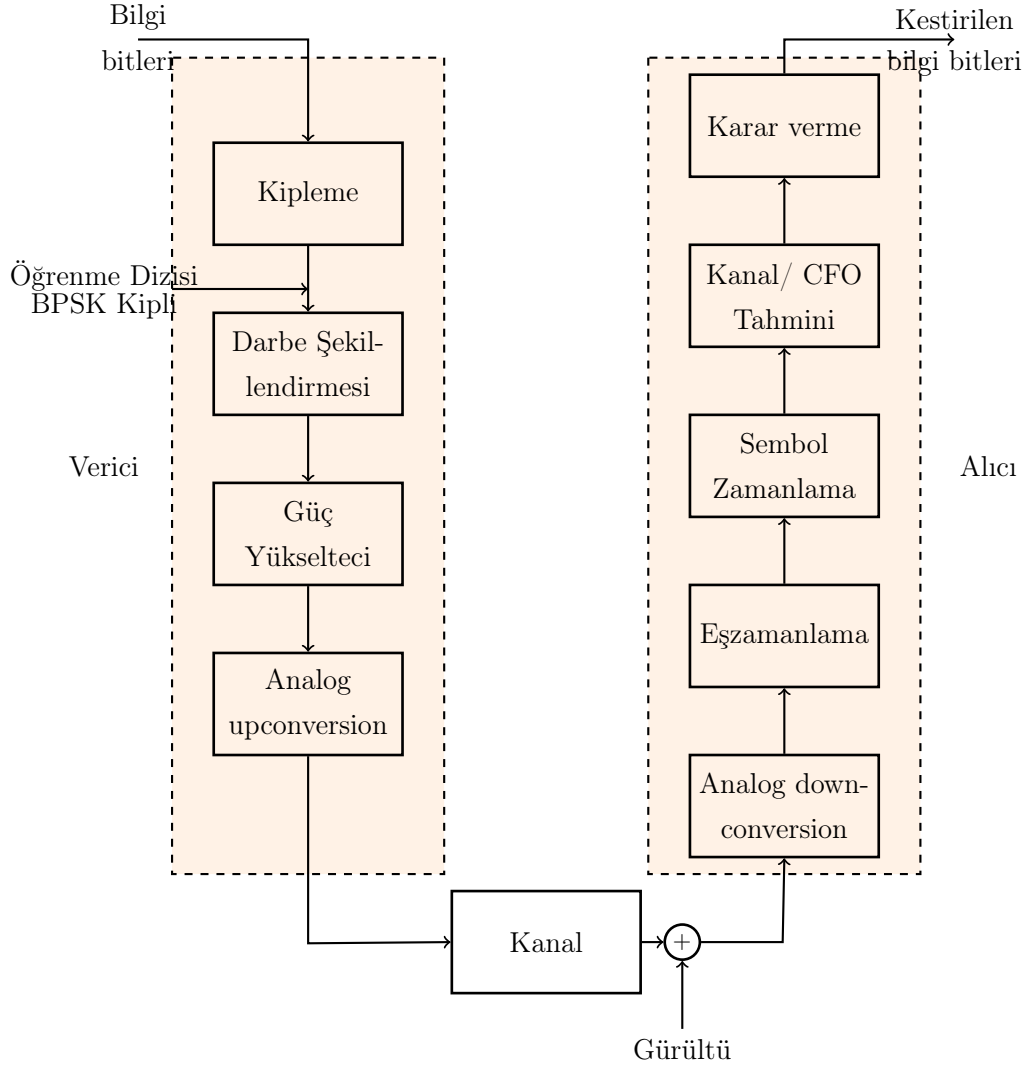 Bilgi
bitleri
Kipleme
Öğrenme Dizisi
BPSK Kipli
Darbe Şekil-
lendirmesi
Verici
Güç
Yükselteci
Analog
upconversion
Kanal
+
Gürültü
Kestirilen
bilgi bitleri
Karar verme
Kanal/ CFO
Tahmini
Sembol
Zamanlama
Alıcı
Eşzamanlama
Analog down-
conversion